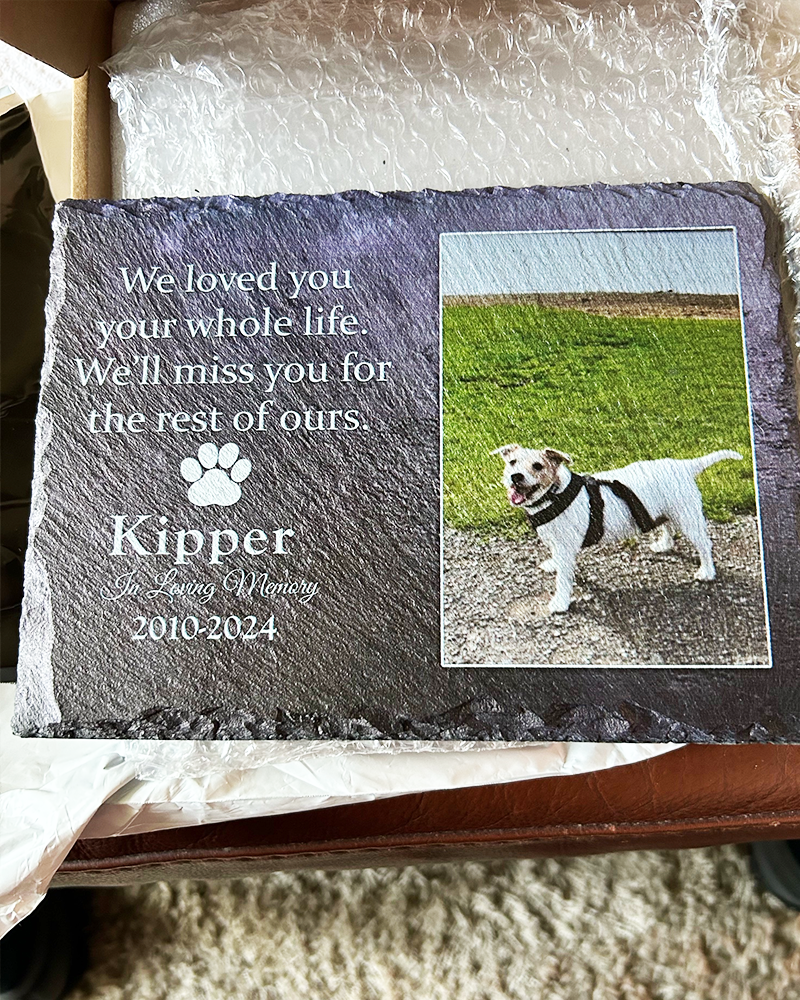 We loved you
your whole life.
We'll miss you for
the rest of ours.
Kipper
In Loving Memory
2010-2024